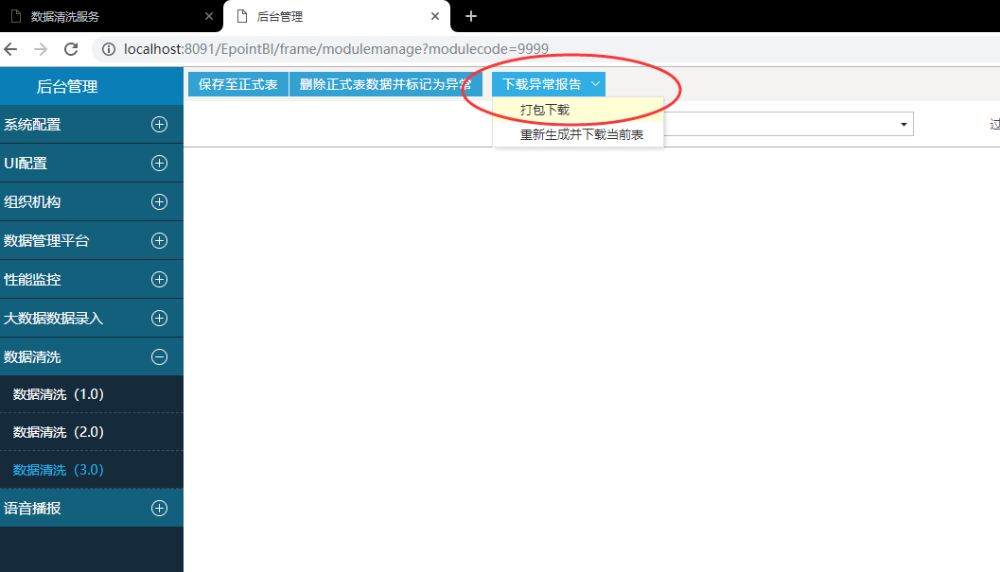 数据清洗服务
后台管理
localhost:8091/EpointBI/frame/modulemanage?modulecode=9999
后台管理
保存至正式表 删除正式表数据并标记为异常 下载异常报告
打包下载
重新生成并下载当前表
过
系统配置
UI配置
组织机构
数据管理平台
性能监控
大数据数据录入
数据清洗
数据清洗（1.0）
数据清洗（2.0）
数据清洗（3.0）
语音播报